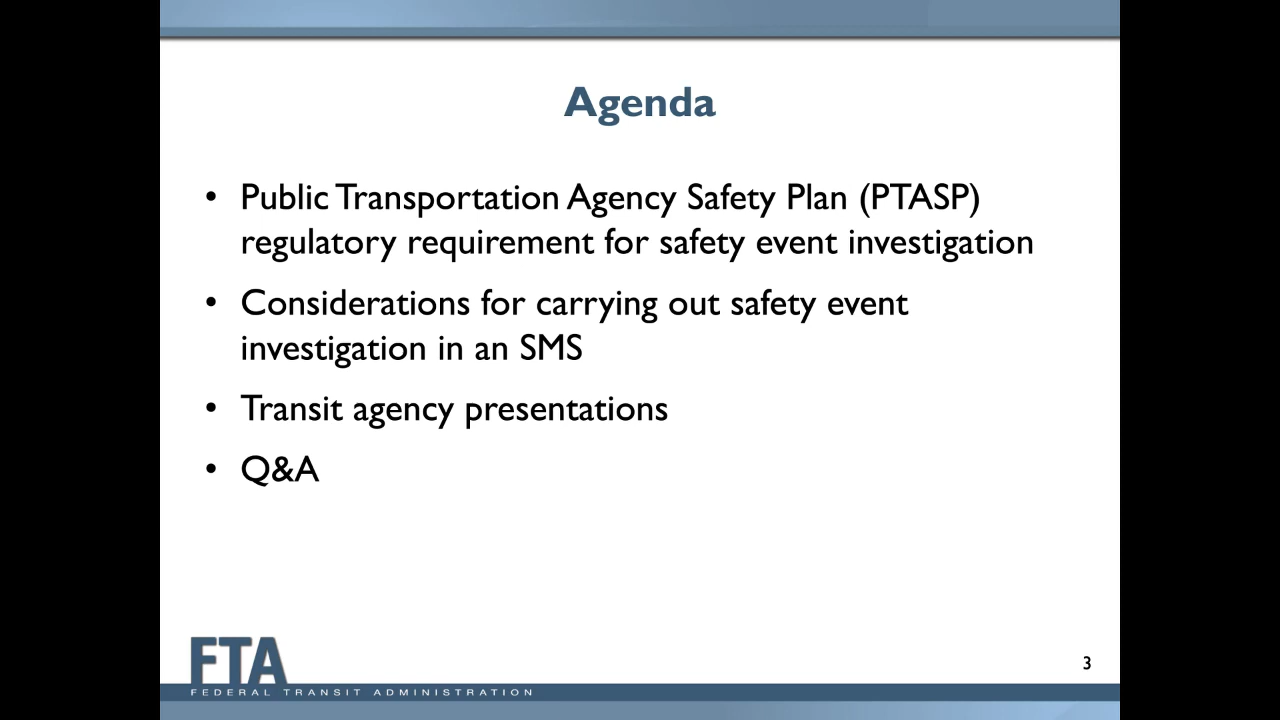 Agenda
• Public Transportation Agency Safety Plan (PTASP)
regulatory requirement for safety event investigation
• Considerations for carrying out safety event
investigation in an SMS
• Transit agency presentations
• Q&A
FTA
3
FEDERAL TRANSIT ADMINISTRATION